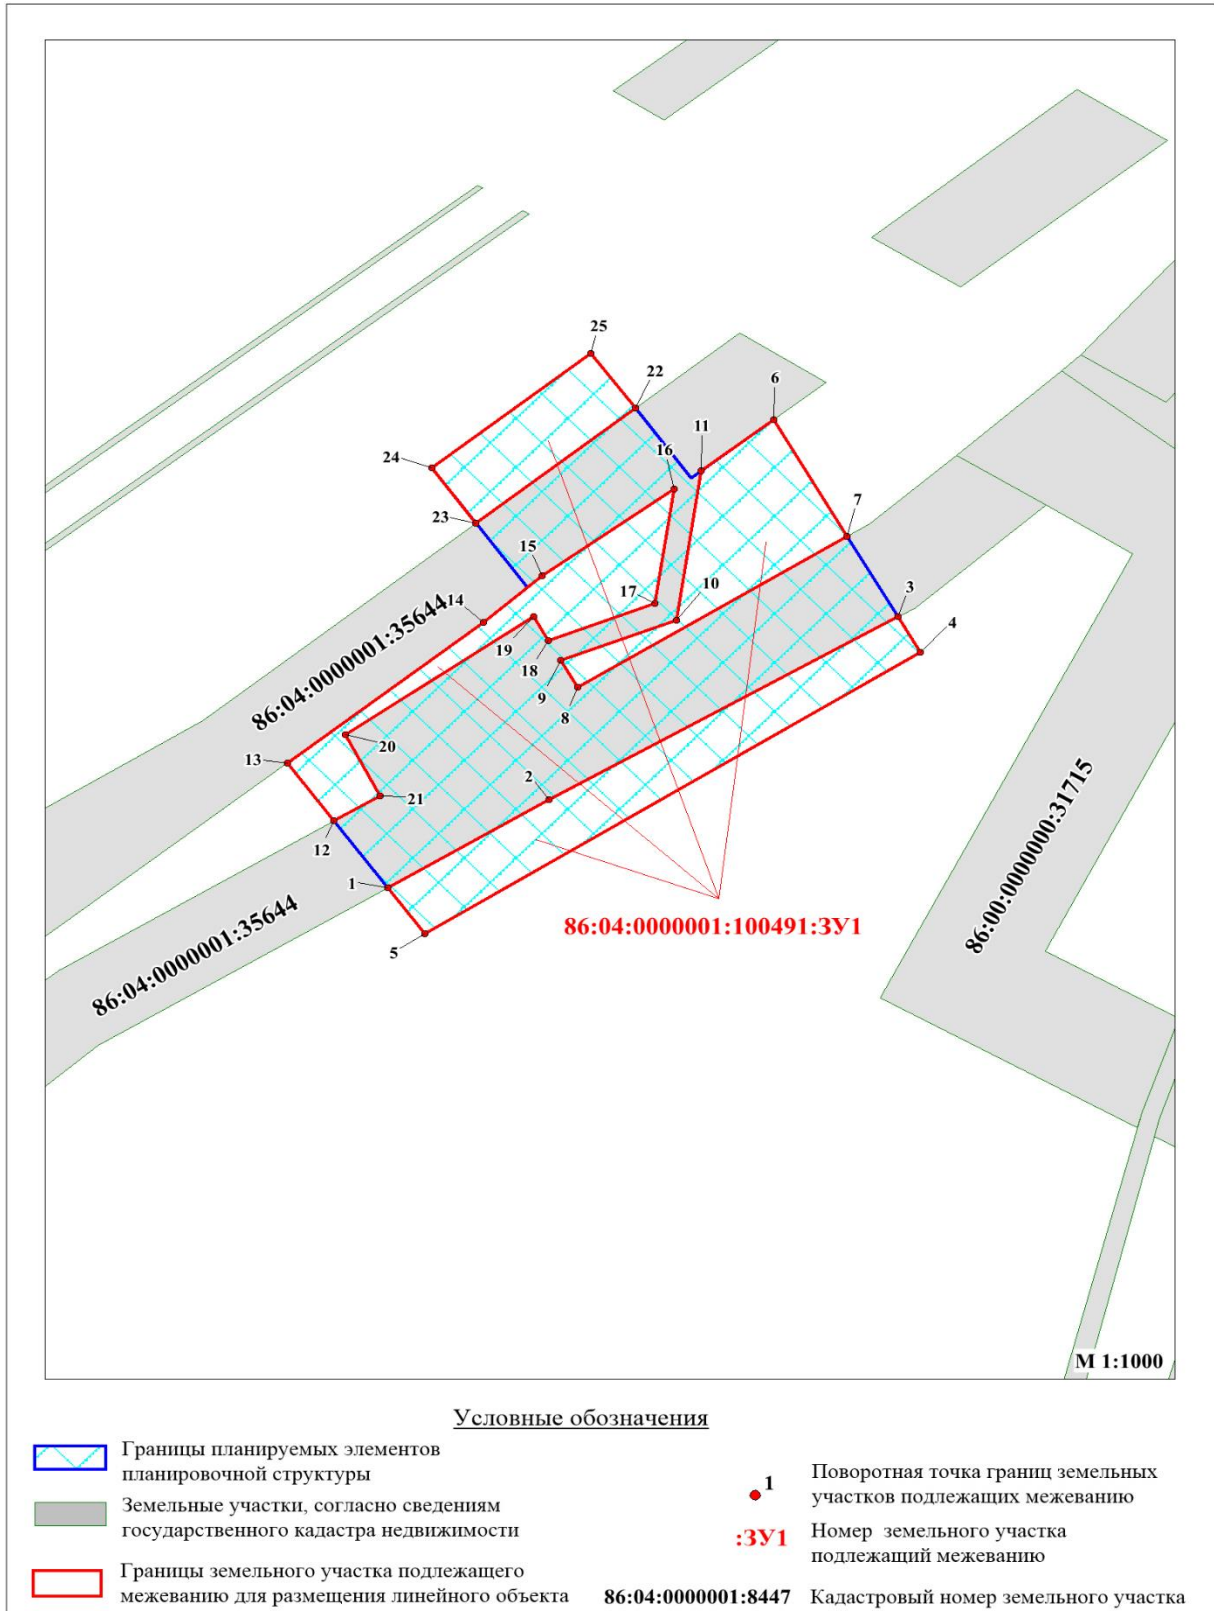 25
22
6
11
24
16
7
23
15
10
3
17
14
19
4
18
9
8
86:04:0000001:35644
20
13
2
21
12
1
86:00:0000000:31715
86:04:0000001:100491:ЗУ1
86:04:0000001:35644
5
М 1:1000
Условные обозначения
Границы планируемых элементов
планировочной структуры
Земельные участки, согласно сведениям
государственного кадастра недвижимости
Границы земельного участка подлежащего
межеванию для размещения линейного объекта
1
Поворотная точка границ земельных
участков подлежащих межеванию
:ЗУ1 Номер земельного участка
подлежащий межеванию
86:04:0000001:8447 Кадастровый номер земельного участка